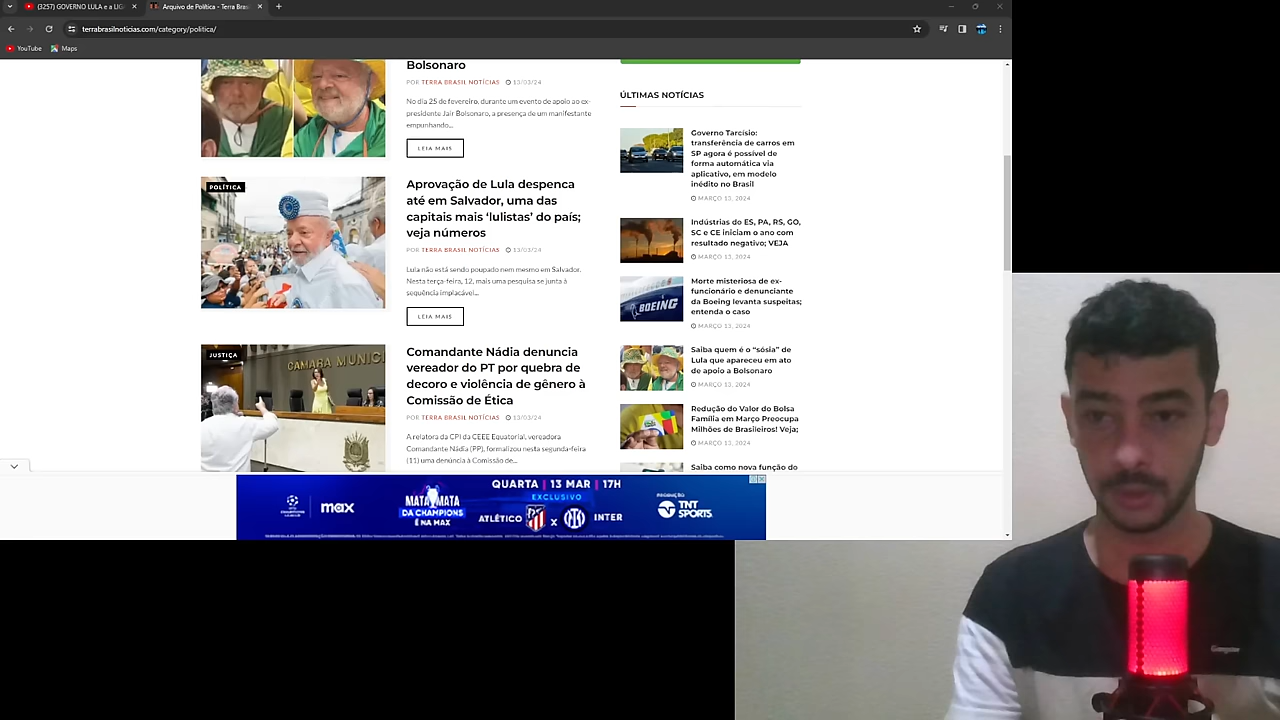 (3257) GOVERNO LULA e a LIG
Arquivo de Política - Terra Bras
terrabrasilnoticias.com/category/politica/
YouTube
Maps
Bolsonaro
POR TERRA BRASIL NOTÍCIAS 13/03/24
No dia 25 de fevereiro, durante um evento de apoio ao ex-
presidente Jair Bolsonaro, a presença de um manifestante
empunhando...
LEIA MAIS
POLÍTICA
Aprovação de Lula despenca
até em Salvador, uma das
capitais mais ‘lulistas’ do país;
veja números
POR TERRA BRASIL NOTÍCIAS 13/03/24
Lula não está sendo poupado nem mesmo em Salvador.
Nesta terça-feira, 12, mais uma pesquisa se junta à
sequência implacável...
LEIA MAIS
JUSTIÇA
CAMARA MUNIC
Comandante Nádia denuncia
vereador do PT por quebra de
decoro e violência de gênero à
Comissão de Ética
POR TERRA BRASIL NOTÍCIAS 13/03/24
A relatora da CPI da CEEE Equatorial, vereadora
Comandante Nádia (PP), formalizou nesta segunda-feira
(11) uma denúncia à Comissão de...
ÚLTIMAS NOTÍCIAS
Governo Tarcísio:
transferência de carros em
SP agora é possível de
forma automática via
aplicativo, em modelo
inédito no Brasil
MARÇO 13, 2024
Indústrias do ES, PA, RS, GO,
SC e CE iniciam o ano com
resultado negativo; VEJA
MARÇO 13, 2024
BOEING
Morte misteriosa de ex-
funcionário e denunciante
da Boeing levanta suspeitas;
entenda o caso
MARÇO 13, 2024
Saiba quem é o “sósia” de
Lula que apareceu em ato
de apoio a Bolsonaro
MARÇO 13, 2024
Redução do Valor do Bolsa
Família em Março Preocupa
Milhões de Brasileiros! Veja;
MARÇO 13, 2024
Saiba como nova função do
max
MATA MATA
DA CHAMPIONS
É NA MAX
QUARTA | 13 MAR | 17H
EXCLUSIVO
ATLÉTICO X INTER
TNT
SPORTS